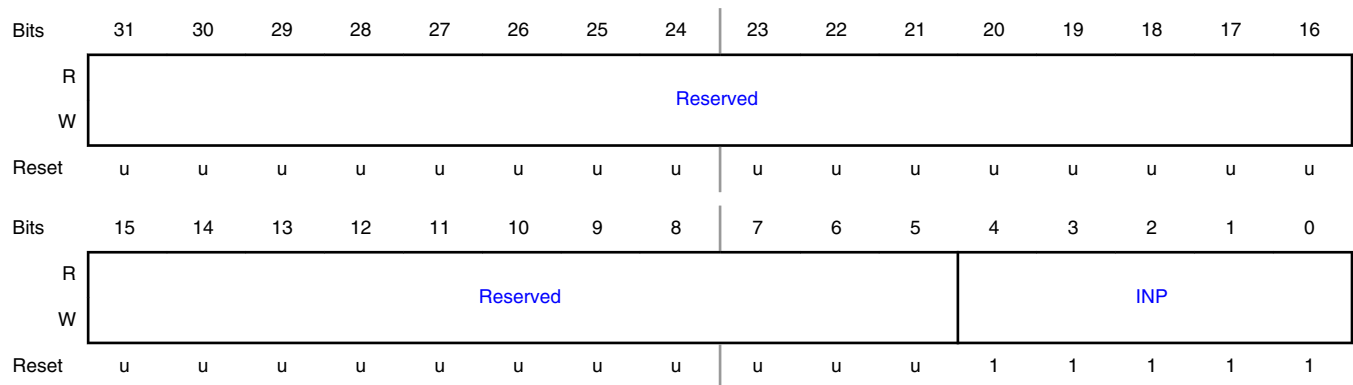 Bits 31 30 29 28 27 26 25 24 23 22 21 20 19 18 17 16
R
Reserved
W
Reset u u u u u u u u u u u u u u u u
Bits 15 14 13 12 11 10 9 8 7 6 5 4 3 2 1 0
R
Reserved INP
W
Reset u u u u u u u u u u u 1 1 1 1 1